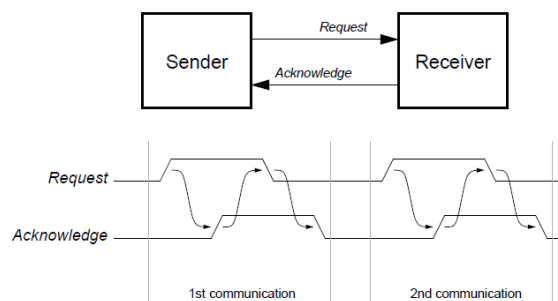 Request
Sender
Receiver
Acknowledge
Request
Acknowledge
1st communication
2nd communication